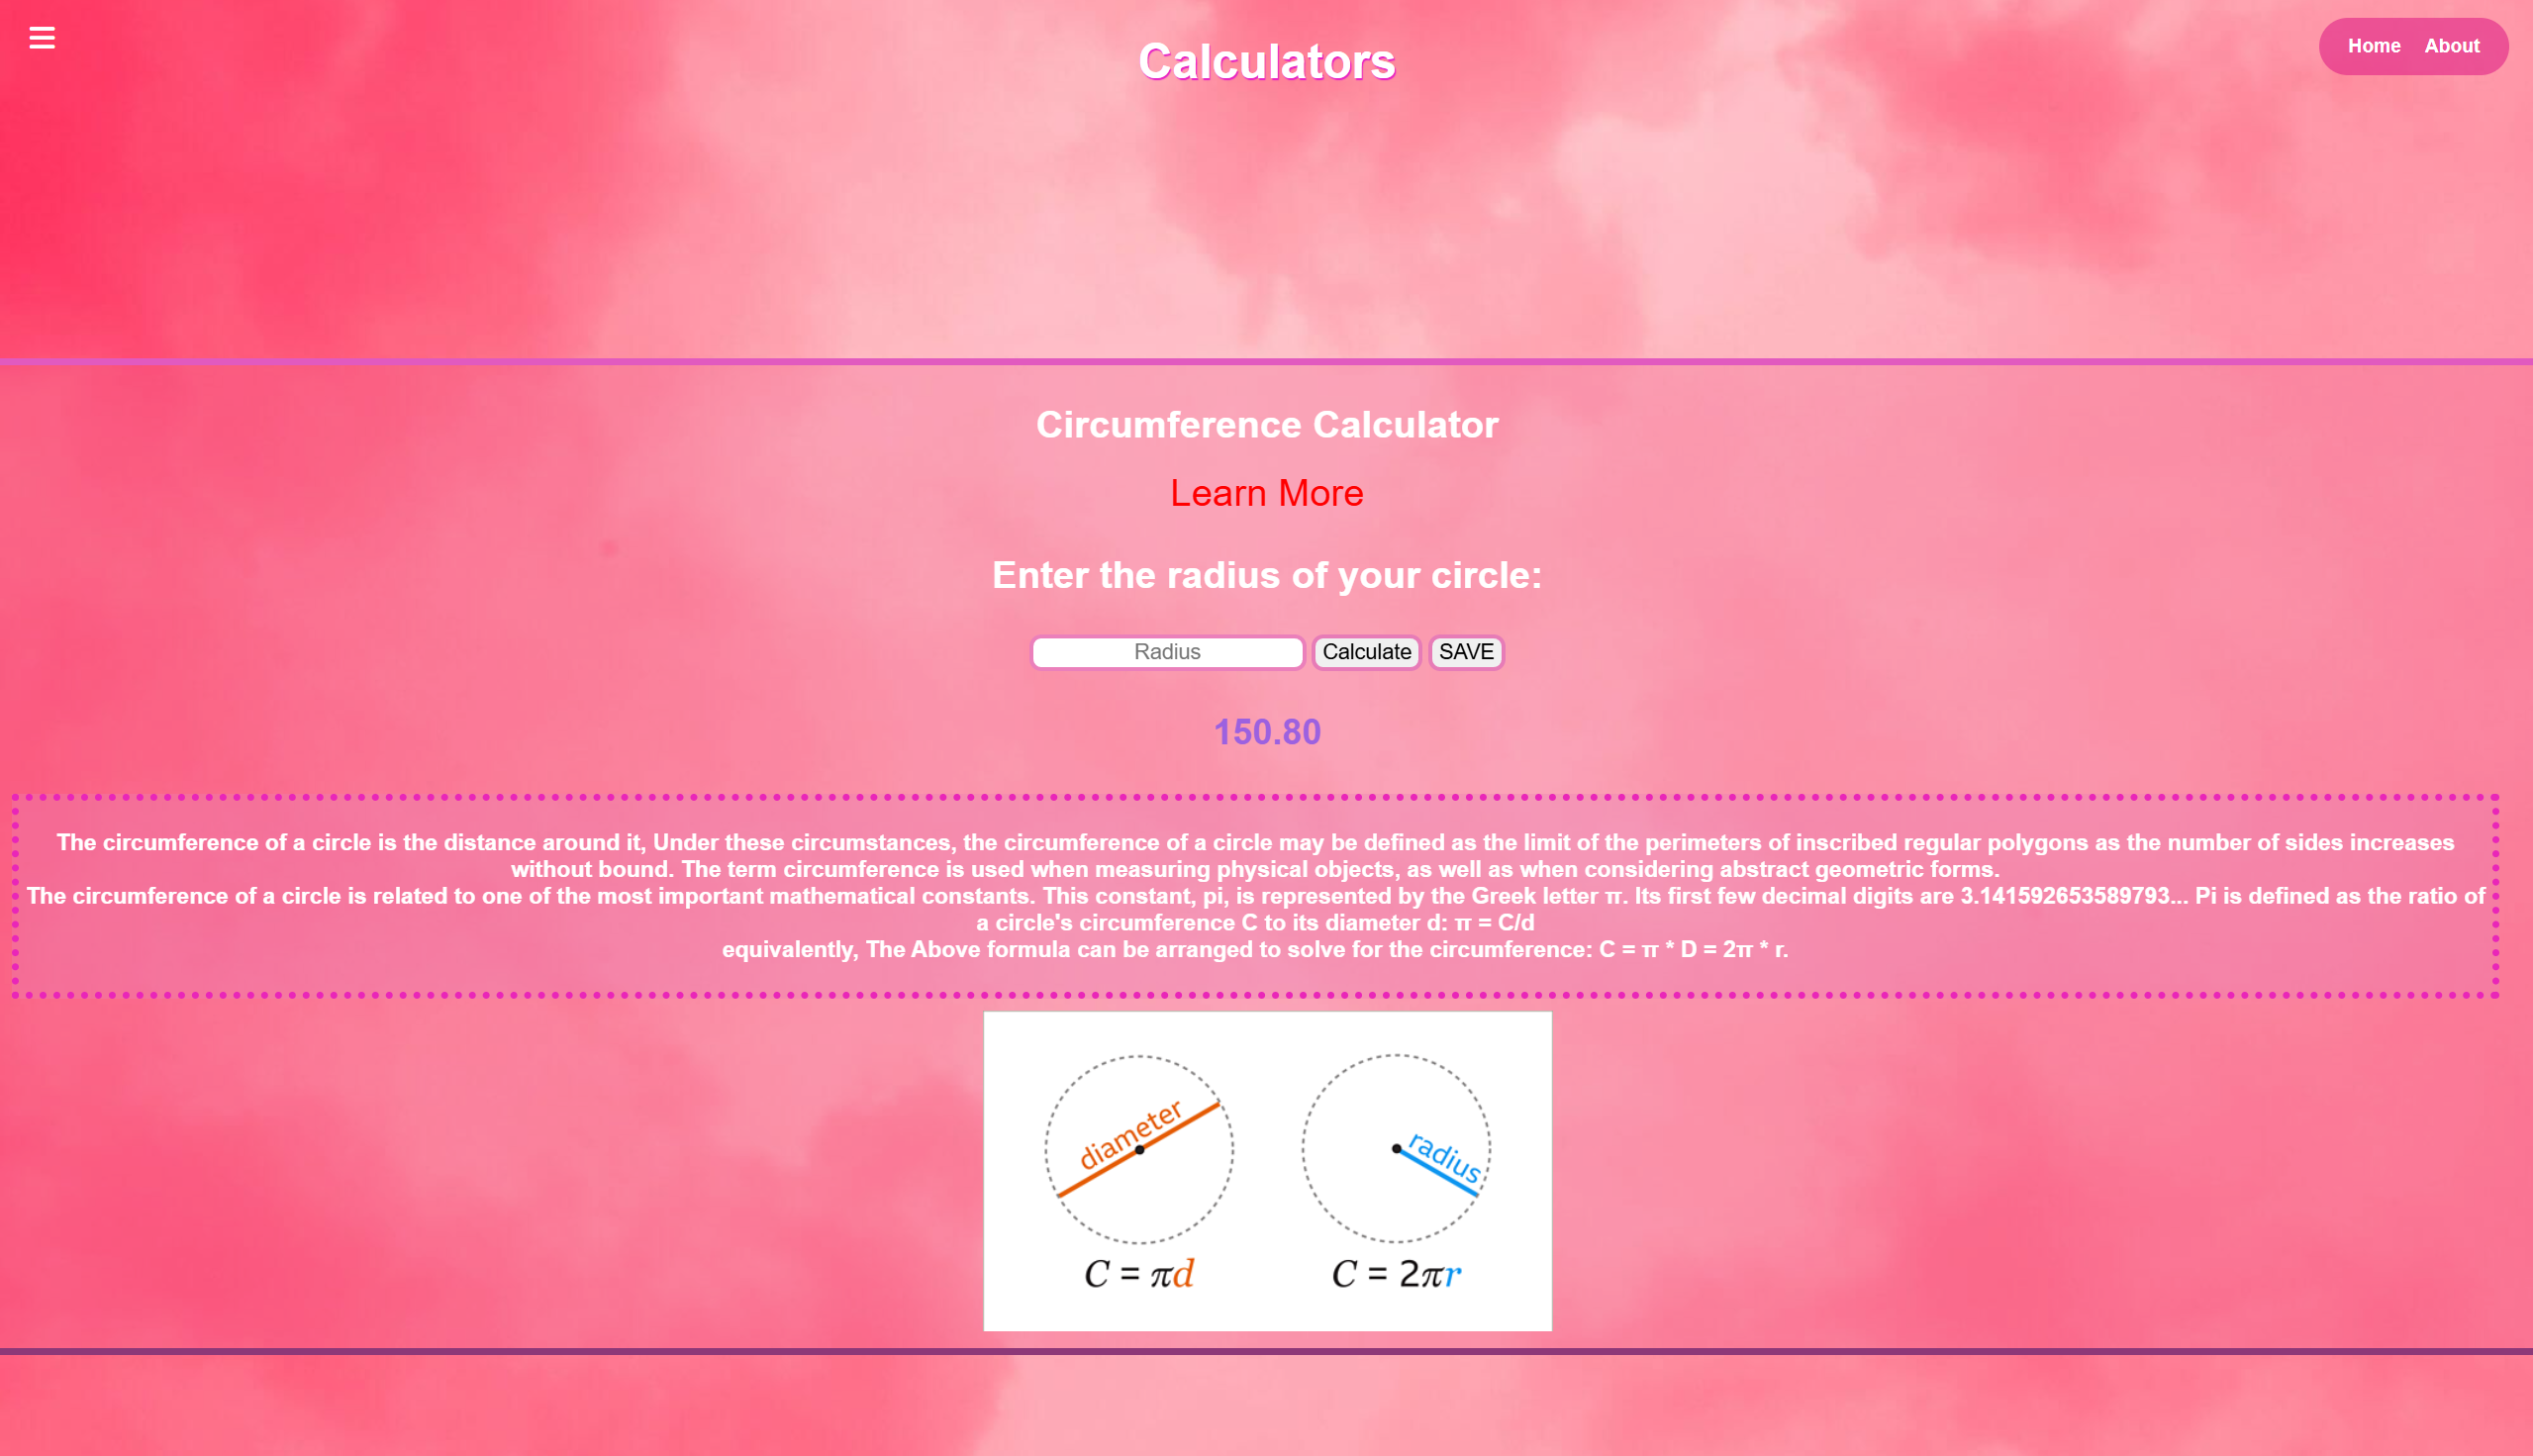 Calculators
Home About
Circumference Calculator
Learn More
Enter the radius of your circle:
Radius Calculate SAVE
150.80
The circumference of a circle is the distance around it, Under these circumstances, the circumference of a circle may be defined as the limit of the perimeters of inscribed regular polygons as the number of sides increases
without bound. The term circumference is used when measuring physical objects, as well as when considering abstract geometric forms.
The circumference of a circle is related to one of the most important mathematical constants. This constant, pi, is represented by the Greek letter π. Its first few decimal digits are 3.141592653589793... Pi is defined as the ratio of
a circle's circumference C to its diameter d: π = C/d
equivalently, The Above formula can be arranged to solve for the circumference: C = π * D = 2π * r.
diameter
radius
C = πd
C = 2πr